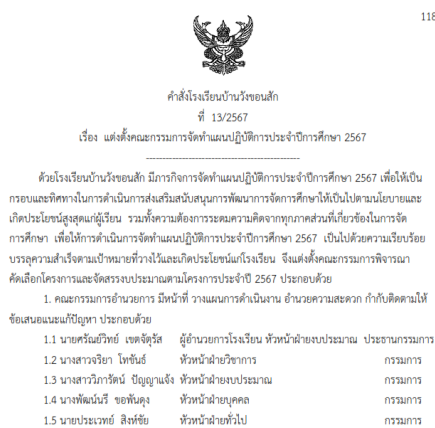 118
คำสั่งโรงเรียนบ้านวังขอนสัก
ที่ 13/2567
เรื่อง แต่งตั้งคณะกรรมการจัดทำแผนปฏิบัติการประจำปีการศึกษา 2567
------------------------------------------------
ด้วยโรงเรียนบ้านวังขอนสัก มีภารกิจการจัดทำแผนปฏิบัติการประจำปีการศึกษา 2567 เพื่อให้เป็น
กรอบและทิศทางในการดำเนินการส่งเสริมสนับสนุนการพัฒนาการจัดการศึกษาให้เป็นไปตามนโยบายและ
เกิดประโยชน์สูงสุดแก่ผู้เรียน รวมทั้งความต้องการระดมความคิดจากทุกภาคส่วนที่เกี่ยวข้องในการจัด
การศึกษา เพื่อให้การดำเนินการจัดทำแผนปฏิบัติการประจำปีการศึกษา 2567 เป็นไปด้วยความเรียบร้อย
บรรลุความสำเร็จตามเป้าหมายที่วางไว้และเกิดประโยชน์แก่โรงเรียน จึงแต่งตั้งคณะกรรมการพิจารณา
คัดเลือกโครงการและจัดสรรงบประมาณตามโครงการประจำปี 2567 ประกอบด้วย
1. คณะกรรมการอำนวยการ มีหน้าที่ วางแผนการดำเนินงาน อำนวยความสะดวก กำกับติดตามให้
ข้อเสนอแนะแก้ปัญหา ประกอบด้วย
1.1 นายศรัณย์วิทย์ เขตจัตุรัส ผู้อำนวยการโรงเรียน หัวหน้าฝ่ายงบประมาณ ประธานกรรมการ
1.2 นางสาวจริยา โทขันธ์ หัวหน้าฝ่ายวิชาการ กรรมการ
1.3 นางสาววิภารัตน์ ปัญญาแจ้ง หัวหน้าฝ่ายงบประมาณ กรรมการ
1.4 นางพัฒน์นรี ขอพันดุง หัวหน้าฝ่ายบุคคล กรรมการ
1.5 นายประเวทย์ สิงห์ชัย หัวหน้าฝ่ายทั่วไป กรรมการ